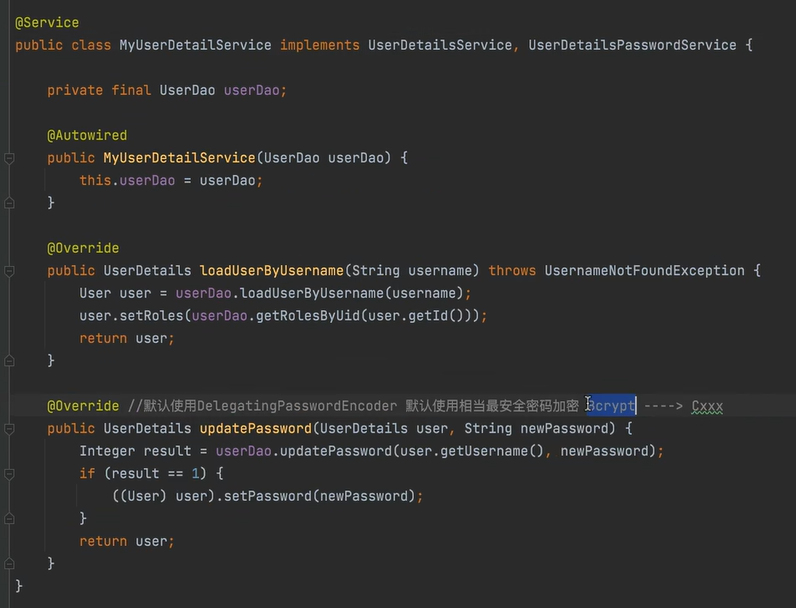 @Service
public class MyUserDetailService implements UserDetailsService, UserDetailsPasswordService {
private final UserDao userDao;
@Autowired
public MyUserDetailService(UserDao userDao) {
this.userDao = userDao;
}
@Override
public UserDetails loadUserByUsername(String username) throws UsernameNotFoundException {
User user = userDao.loadUserByUsername(username);
user.setRoles(userDao.getRolesByUid(user.getId()));
return user;
}
@Override //默认使用DelegatingPasswordEncoder 默认使用相当最安全密码加密 Bcrypt ----> Cxxx
public UserDetails updatePassword(UserDetails user, String newPassword) {
Integer result = userDao.updatePassword(user.getUsername(), newPassword);
if (result == 1) {
((User) user).setPassword(newPassword);
}
return user;
}
}